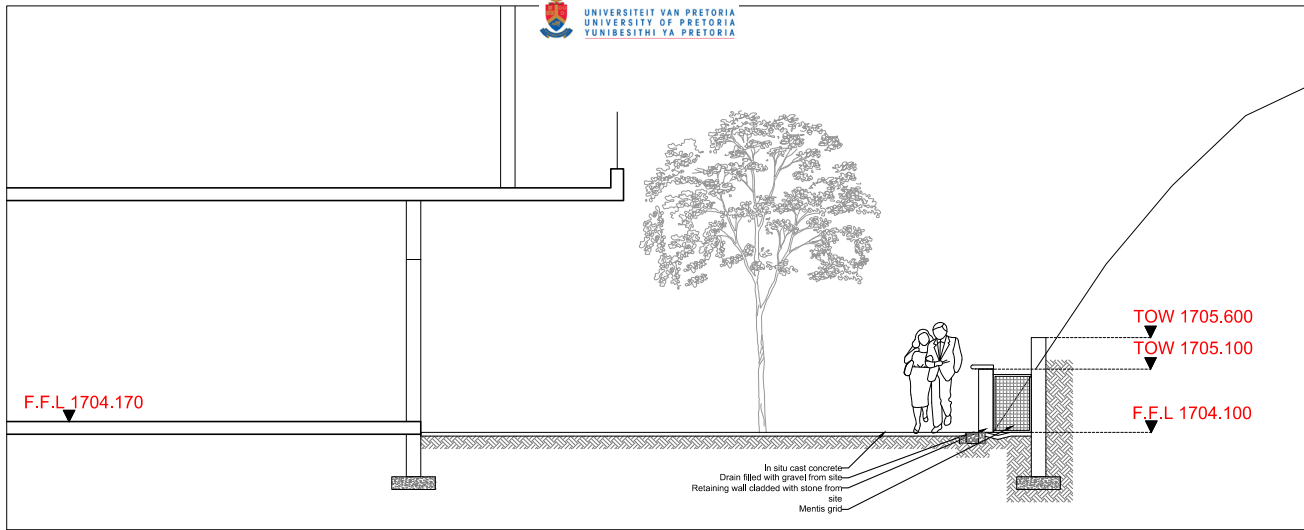 UNIVERSITEIT VAN PRETORIA
UNIVERSITY OF PRETORIA
YUNIBESITHI YA PRETORIA
TOW 1705.600
TOW 1705.100
F.F.L 1704.170
F.F.L 1704.100
In situ cast concrete
Drain filled with gravel from site
Retaining wall cladded with stone from
site
Mentis grid